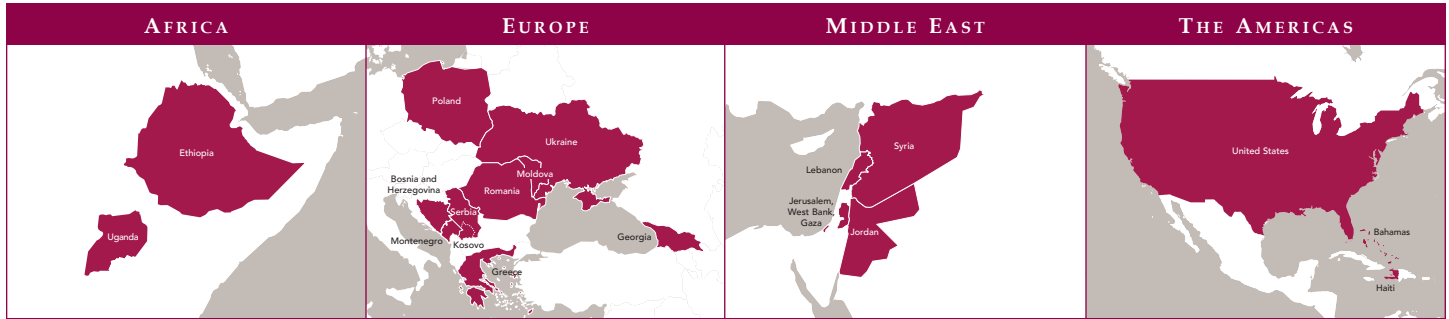 AFRICA
EUROPE
MIDDLE EAST
THE AMERICAS
Ethiopia
Uganda
Poland
Ukraine
Moldova
Bosnia and
Herzegovina
Romania
Serbia
Montenegro
Kosovo
Georgia
Greece
Syria
Lebanon
Jerusalem,
West Bank,
Gaza
Jordan
United States
Bahamas
Haiti